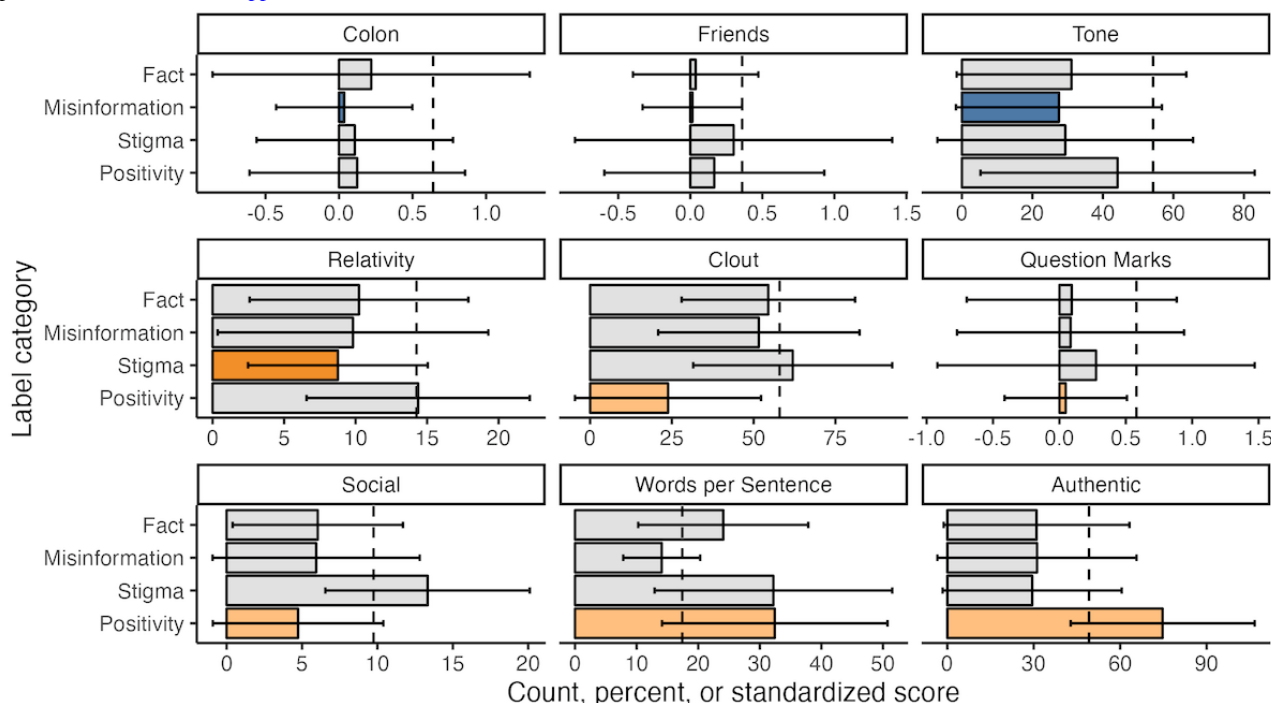 Colon
Friends
Tone
Fact
Misinformation
Stigma
Positivity
-0.5 0.0 0.5 1.0
-0.5 0.0 0.5 1.0 1.5
0 20 40 60 80
Relativity
Clout
Question Marks
Fact
Misinformation
Stigma
Positivity
0 5 10 15 20
0 25 50 75
-1.0 -0.5 0.0 0.5 1.0 1.5
Label category
Social
Words per Sentence
Authentic
Fact
Misinformation
Stigma
Positivity
0 5 10 15 20
0 10 20 30 40 50
0 30 60 90
Count, percent, or standardized score